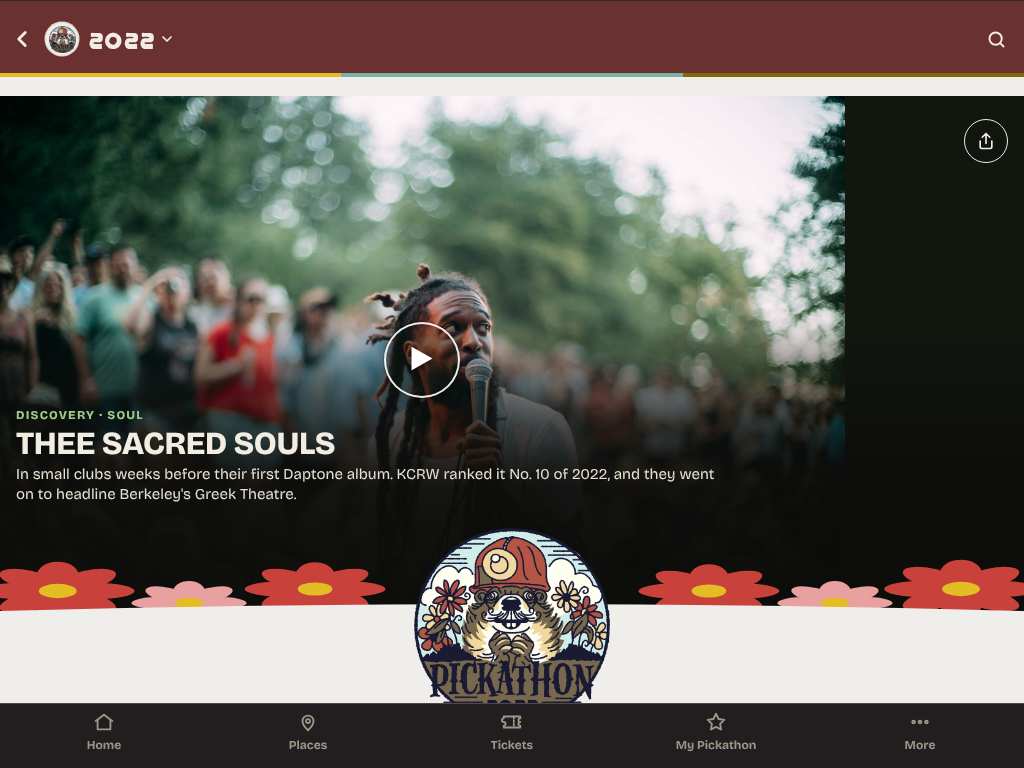 2022
DISCOVERY · SOUL
THEE SACRED SOULS
In small clubs weeks before their first Daptone album. KCRW ranked it No. 10 of 2022, and they went
on to headline Berkeley's Greek Theatre.
PICKATHON
Home
Places
Tickets
My Pickathon
More